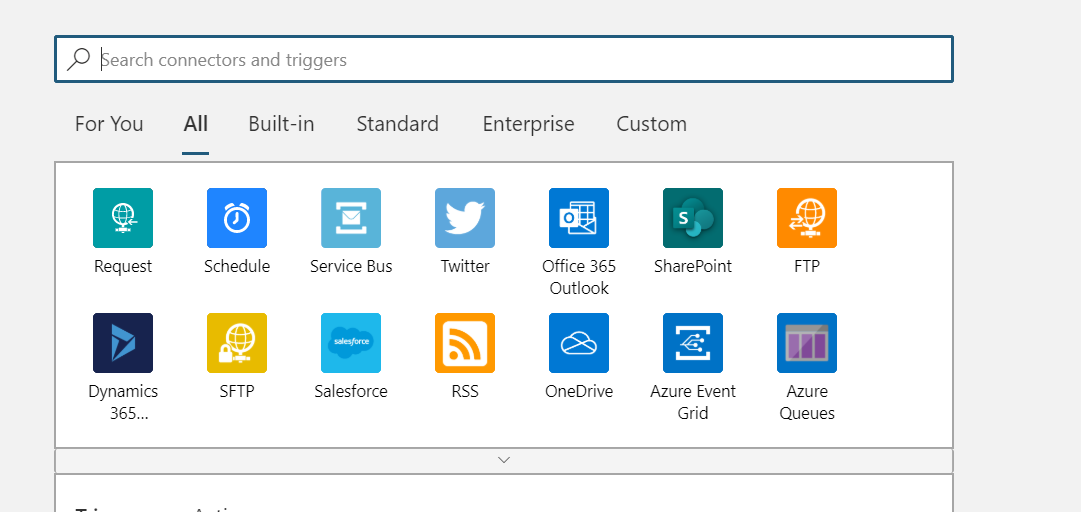 Search connectors and triggers
For You All Built-in Standard Enterprise Custom
Request Schedule Service Bus Twitter Office 365 Outlook SharePoint FTP
S
salesforce
Dynamics 365... SFTP Salesforce RSS OneDrive Azure Event Grid Azure Queues